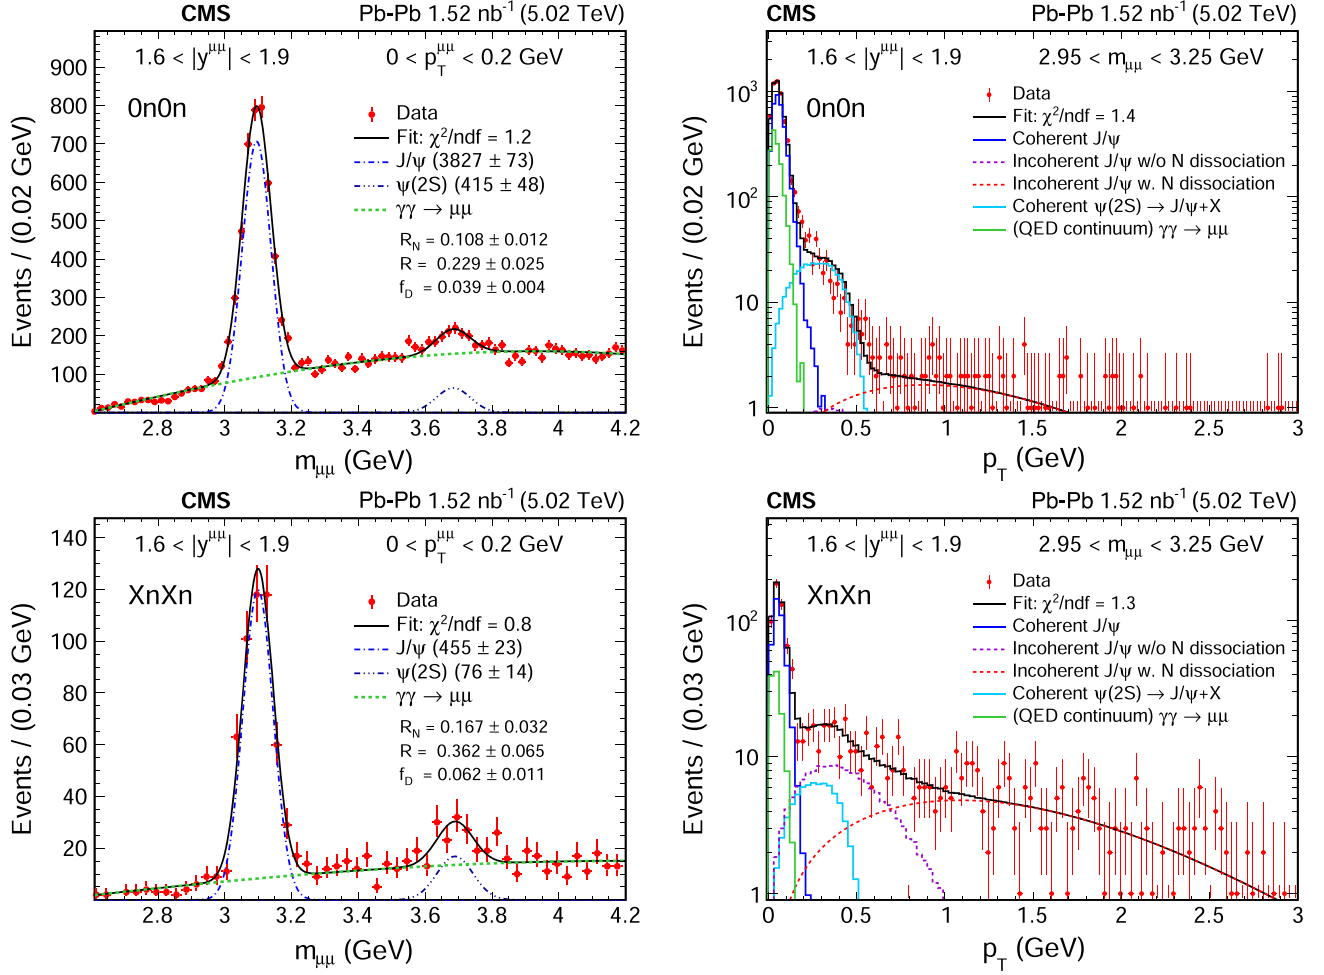 CMS Pb-Pb 1.52 nb⁻¹ (5.02 TeV)
1.6 < |y^μμ| < 1.9 0 < p_T^μμ < 0.2 GeV
0n0n
Data
Fit: χ²/ndf = 1.2
J/ψ (3827 ± 73)
ψ(2S) (415 ± 48)
γγ → μμ
R_N = 0.108 ± 0.012
R = 0.229 ± 0.025
f_D = 0.039 ± 0.004
Events / (0.02 GeV)
900
800
700
600
500
400
300
200
100
2.8 3 3.2 3.4 3.6 3.8 4 4.2
m_μμ (GeV)
CMS Pb-Pb 1.52 nb⁻¹ (5.02 TeV)
1.6 < |y^μμ| < 1.9 2.95 < m_μμ < 3.25 GeV
0n0n
Data
Fit: χ²/ndf = 1.4
Coherent J/ψ
Incoherent J/ψ w/o N dissociation
Incoherent J/ψ w. N dissociation
Coherent ψ(2S) → J/ψ+X
(QED continuum) γγ → μμ
Events / (0.02 GeV)
10³
10²
10
1
0 0.5 1 1.5 2 2.5 3
p_T (GeV)
CMS Pb-Pb 1.52 nb⁻¹ (5.02 TeV)
1.6 < |y^μμ| < 1.9 0 < p_T^μμ < 0.2 GeV
XnXn
Data
Fit: χ²/ndf = 0.8
J/ψ (455 ± 23)
ψ(2S) (76 ± 14)
γγ → μμ
R_N = 0.167 ± 0.032
R = 0.362 ± 0.065
f_D = 0.062 ± 0.011
Events / (0.03 GeV)
140
120
100
80
60
40
20
2.8 3 3.2 3.4 3.6 3.8 4 4.2
m_μμ (GeV)
CMS Pb-Pb 1.52 nb⁻¹ (5.02 TeV)
1.6 < |y^μμ| < 1.9 2.95 < m_μμ < 3.25 GeV
XnXn
Data
Fit: χ²/ndf = 1.3
Coherent J/ψ
Incoherent J/ψ w/o N dissociation
Incoherent J/ψ w. N dissociation
Coherent ψ(2S) → J/ψ+X
(QED continuum) γγ → μμ
Events / (0.03 GeV)
10²
10
1
0 0.5 1 1.5 2 2.5 3
p_T (GeV)